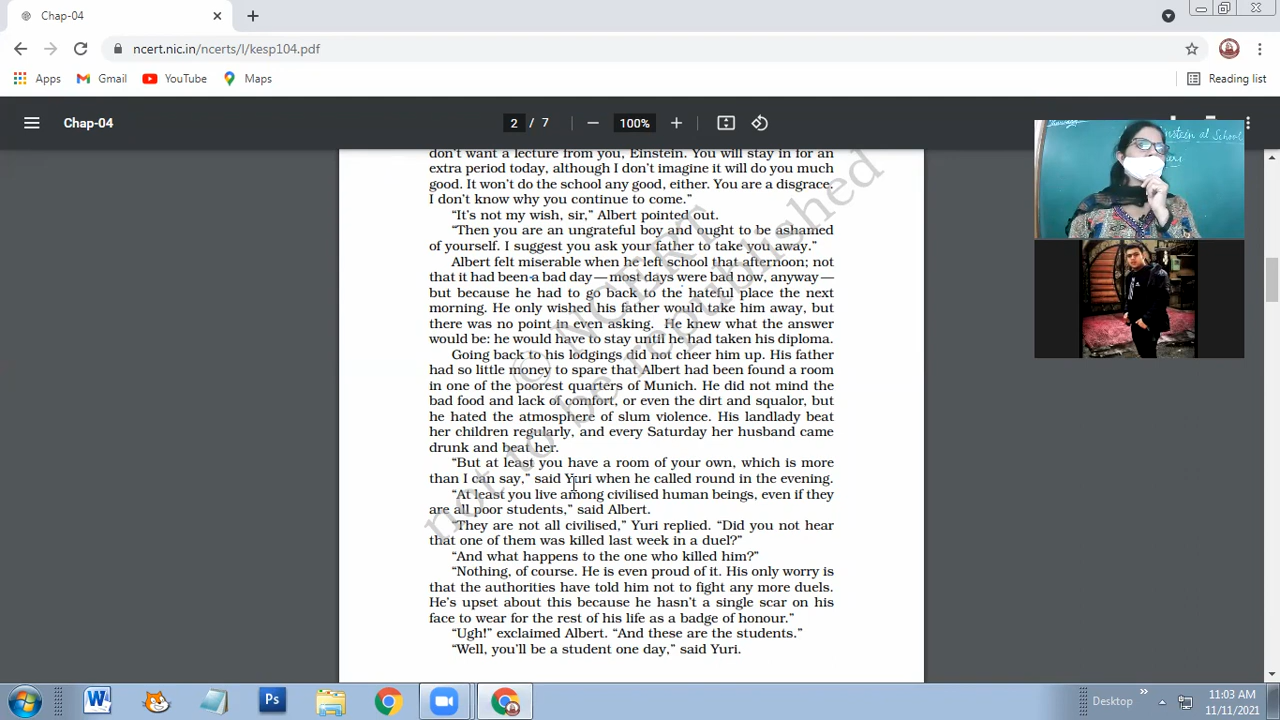 Chap-04
ncert.nic.in/ncerts/l/kesp104.pdf
Apps Gmail YouTube Maps Reading list
Chap-04 2 / 7 100%
don't want a lecture from you, Einstein. You will stay in for an
extra period today, although I don't imagine it will do you much
good. It won't do the school any good, either. You are a disgrace.
I don't know why you continue to come.”
“It's not my wish, sir,” Albert pointed out.
“Then you are an ungrateful boy and ought to be ashamed
of yourself. I suggest you ask your father to take you away.”
Albert felt miserable when he left school that afternoon; not
that it had been a bad day — most days were bad now, anyway —
but because he had to go back to the hateful place the next
morning. He only wished his father would take him away, but
there was no point in even asking. He knew what the answer
would be: he would have to stay until he had taken his diploma.
Going back to his lodgings did not cheer him up. His father
had so little money to spare that Albert had been found a room
in one of the poorest quarters of Munich. He did not mind the
bad food and lack of comfort, or even the dirt and squalor, but
he hated the atmosphere of slum violence. His landlady beat
her children regularly, and every Saturday her husband came
drunk and beat her.
“But at least you have a room of your own, which is more
than I can say,” said Yuri when he called round in the evening.
“At least you live among civilised human beings, even if they
are all poor students,” said Albert.
“They are not all civilised,” Yuri replied. “Did you not hear
that one of them was killed last week in a duel?”
“And what happens to the one who killed him?”
“Nothing, of course. He is even proud of it. His only worry is
that the authorities have told him not to fight any more duels.
He's upset about this because he hasn't a single scar on his
face to wear for the rest of his life as a badge of honour.”
“Ugh!” exclaimed Albert. “And these are the students.”
“Well, you'll be a student one day,” said Yuri.
© NCERT
not to be republished
at School
Desktop
11:03 AM
11/11/2021